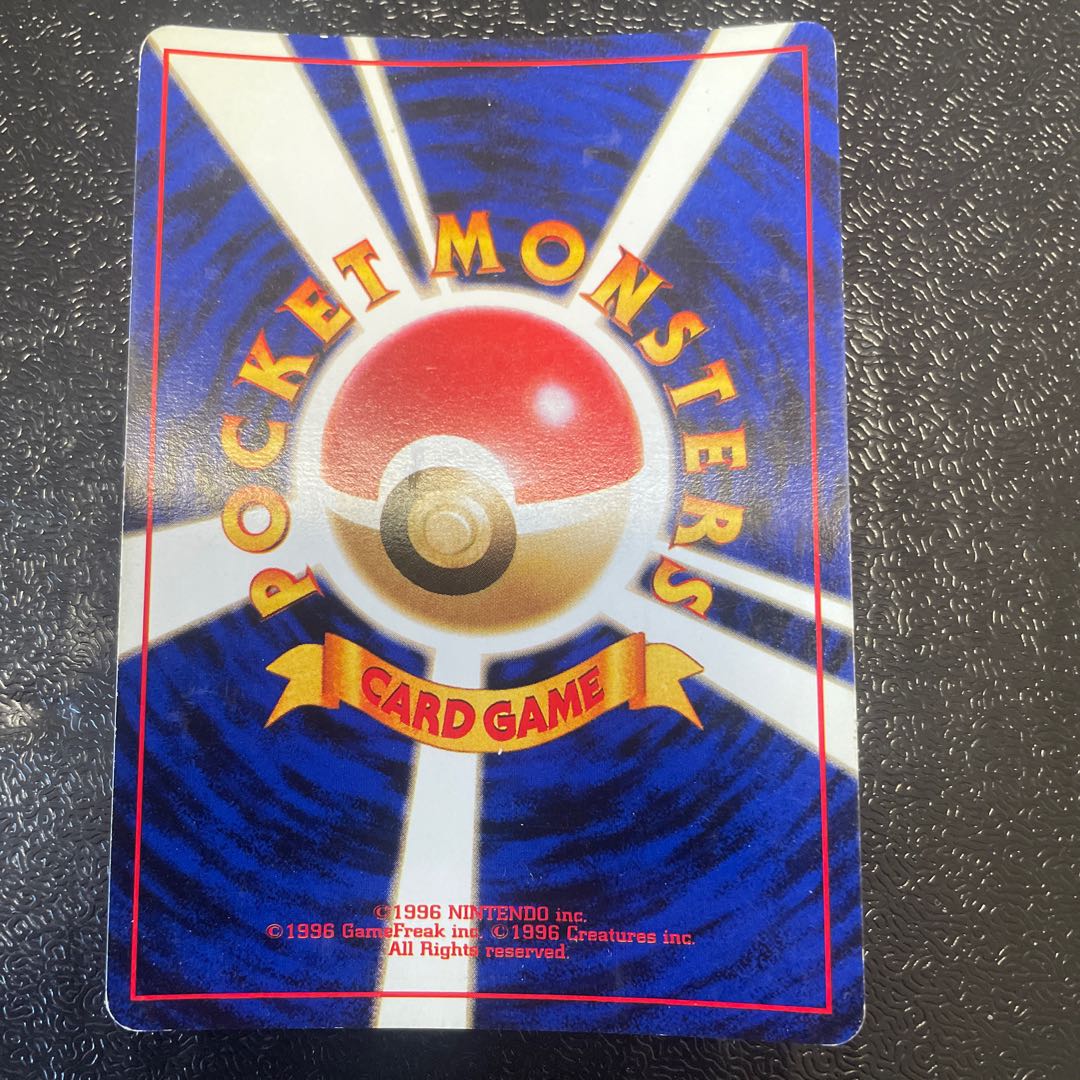 POCKET MONSTERS
CARD GAME
©1996 NINTENDO inc.
©1996 GameFreak inc. ©1996 Creatures inc.
All Rights reserved.